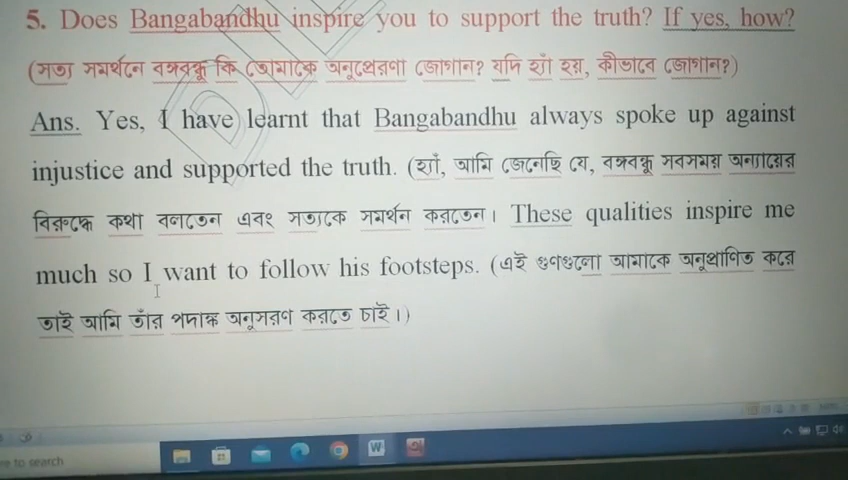 5. Does Bangabandhu inspire you to support the truth? If yes, how?
(সত্য সমর্থনে বঙ্গবন্ধু কি তোমাকে অনুপ্রেরণা জোগান? যদি হ্যাঁ হয়, কীভাবে জোগান?)
Ans. Yes, I have learnt that Bangabandhu always spoke up against
injustice and supported the truth. (হ্যাঁ, আমি জেনেছি যে, বঙ্গবন্ধু সবসময় অন্যায়ের
বিরুদ্ধে কথা বলতেন এবং সত্যকে সমর্থন করতেন। These qualities inspire me
much so I want to follow his footsteps. (এই গুণগুলো আমাকে অনুপ্রাণিত করে
তাই আমি তাঁর পদাঙ্ক অনুসরণ করতে চাই।)
e to search